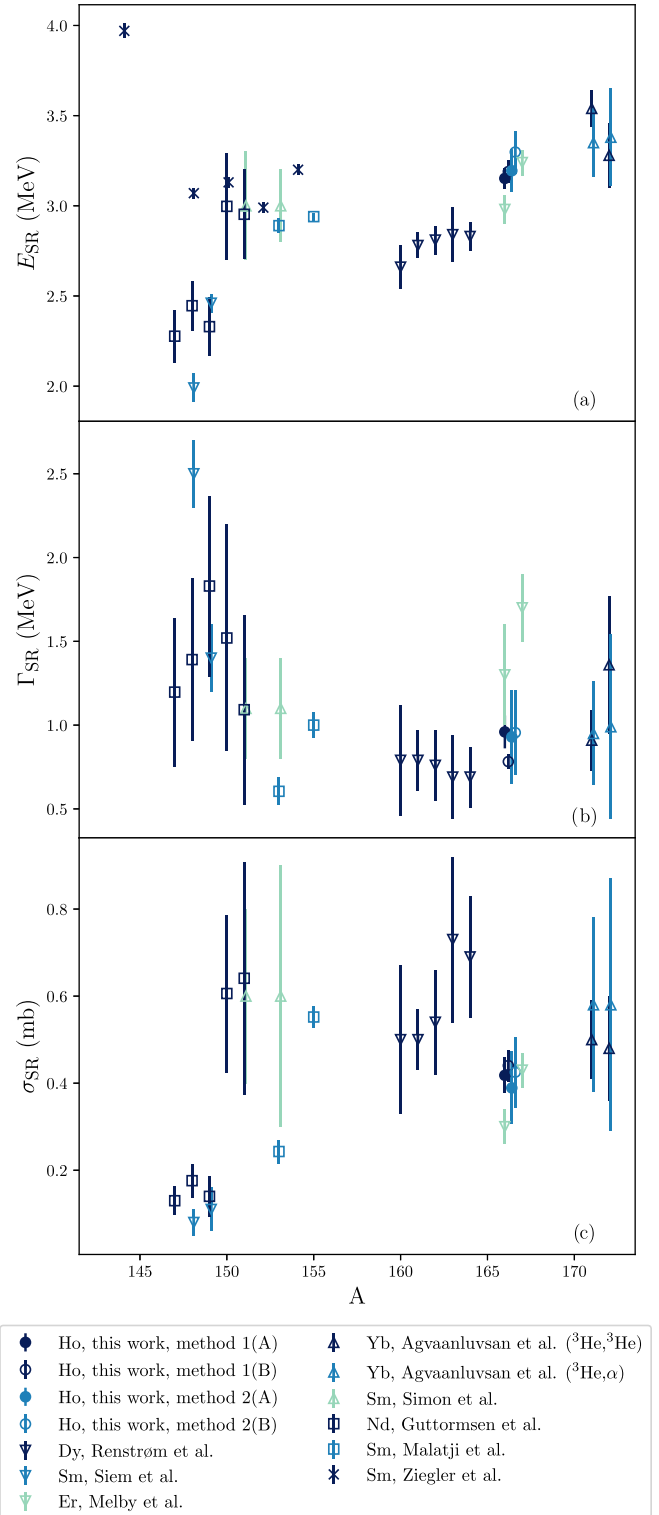 4.0
3.5
3.0
2.5
2.0
E_SR (MeV)
(a)
2.5
2.0
1.5
1.0
0.5
Γ_SR (MeV)
(b)
0.8
0.6
0.4
0.2
σ_SR (mb)
(c)
145 150 155 160 165 170
A
Ho, this work, method 1(A)
Ho, this work, method 1(B)
Ho, this work, method 2(A)
Ho, this work, method 2(B)
Dy, Renstrøm et al.
Sm, Siem et al.
Er, Melby et al.
Yb, Agvaanluvsan et al. (³He,³He)
Yb, Agvaanluvsan et al. (³He,α)
Sm, Simon et al.
Nd, Guttormsen et al.
Sm, Malatji et al.
Sm, Ziegler et al.